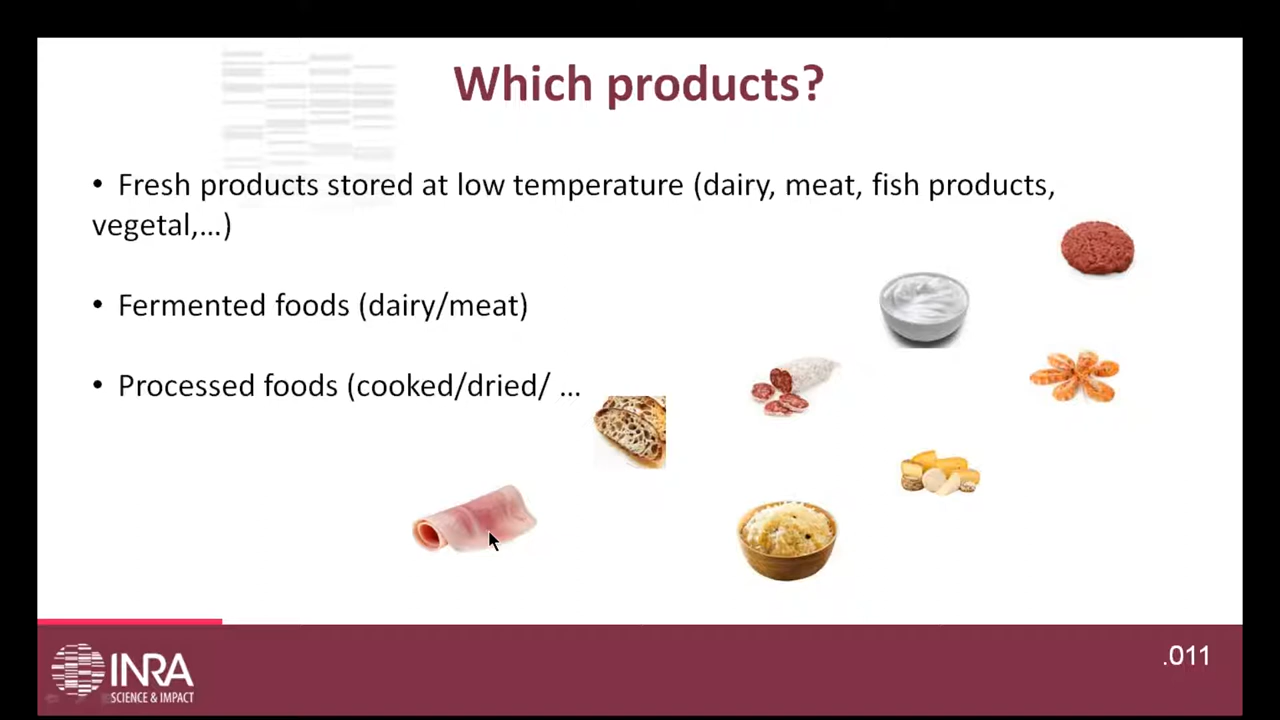 Which products?
• Fresh products stored at low temperature (dairy, meat, fish products,
vegetal,...)
• Fermented foods (dairy/meat)
• Processed foods (cooked/dried/ ...
INRA
SCIENCE & IMPACT
.011